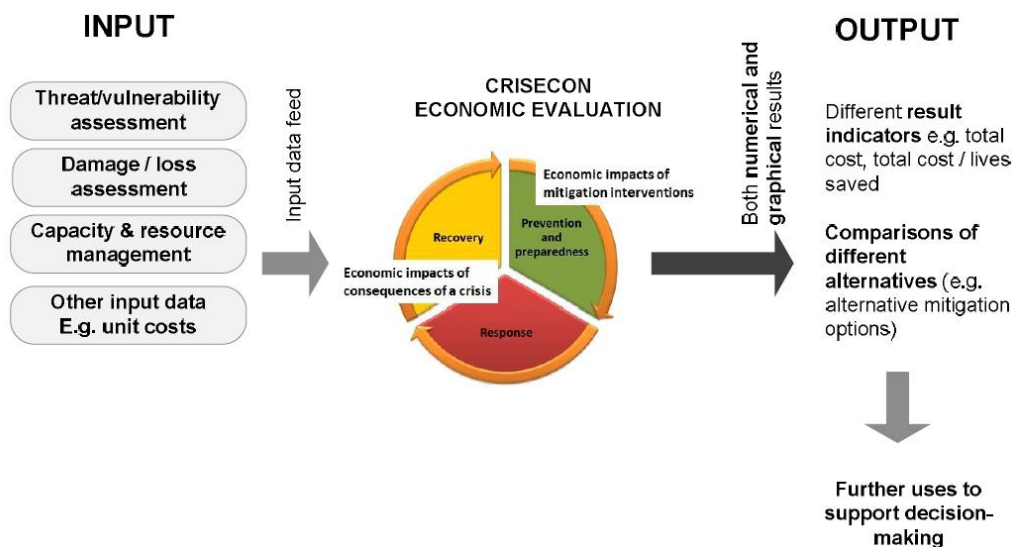 INPUT
Threat/vulnerability
assessment
Damage / loss
assessment
Capacity & resource
management
Other input data
E.g. unit costs
Input data feed
CRISECON
ECONOMIC EVALUATION
Economic impacts of
mitigation interventions
Recovery
Prevention
and
preparedness
Economic impacts of
consequences of a crisis
Response
Both numerical and
graphical results
OUTPUT
Different result
indicators e.g. total
cost, total cost / lives
saved
Comparisons of
different
alternatives (e.g.
alternative mitigation
options)
Further uses to
support decision-
making